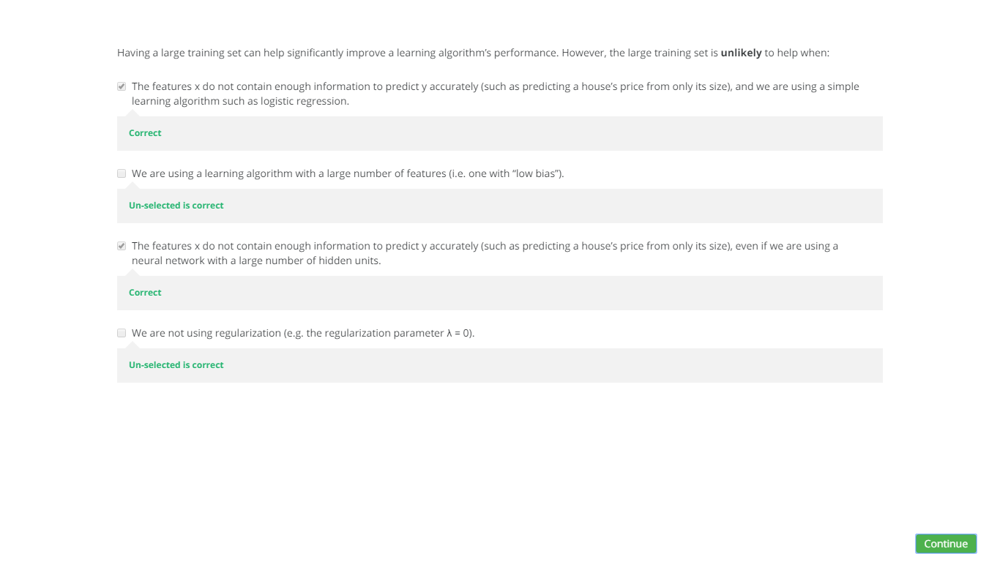 Having a large training set can help significantly improve a learning algorithm’s performance. However, the large training set is unlikely to help when:
The features x do not contain enough information to predict y accurately (such as predicting a house’s price from only its size), and we are using a simple
learning algorithm such as logistic regression.
Correct
We are using a learning algorithm with a large number of features (i.e. one with “low bias”).
Un-selected is correct
The features x do not contain enough information to predict y accurately (such as predicting a house’s price from only its size), even if we are using a
neural network with a large number of hidden units.
Correct
We are not using regularization (e.g. the regularization parameter λ = 0).
Un-selected is correct
Continue